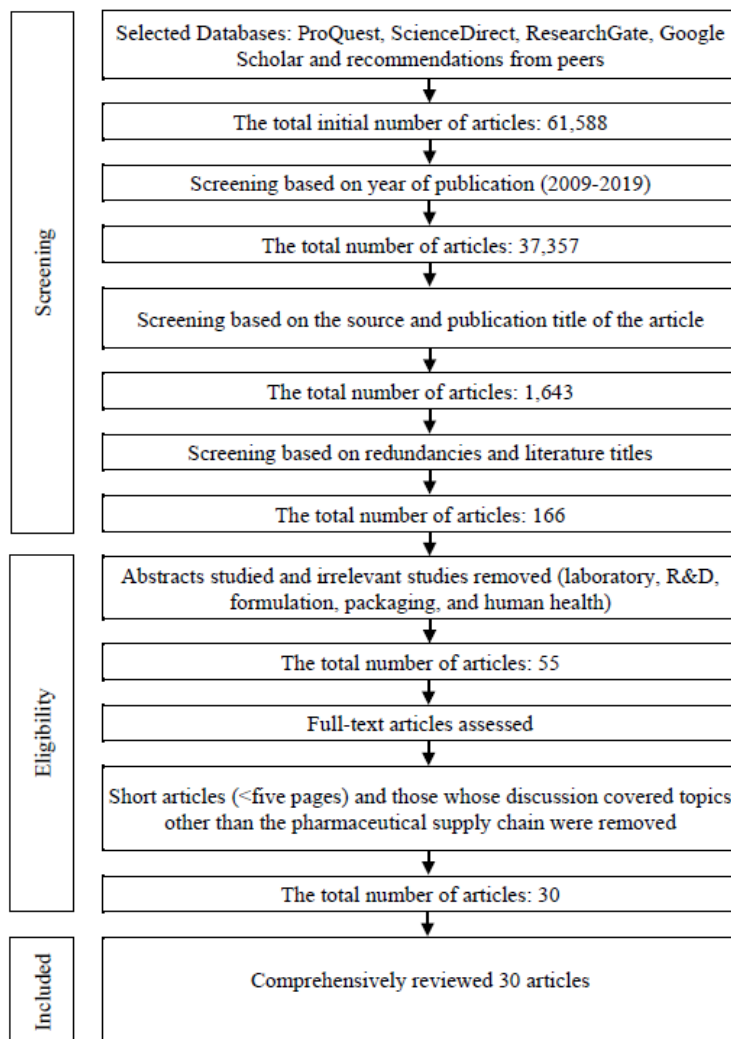 Selected Databases: ProQuest, ScienceDirect, ResearchGate, Google
Scholar and recommendations from peers
The total initial number of articles: 61,588
Screening based on year of publication (2009-2019)
The total number of articles: 37,357
Screening
Screening based on the source and publication title of the article
The total number of articles: 1,643
Screening based on redundancies and literature titles
The total number of articles: 166
Abstracts studied and irrelevant studies removed (laboratory, R&D,
formulation, packaging, and human health)
The total number of articles: 55
Eligibility
Full-text articles assessed
Short articles (<five pages) and those whose discussion covered topics
other than the pharmaceutical supply chain were removed
The total number of articles: 30
Included
Comprehensively reviewed 30 articles